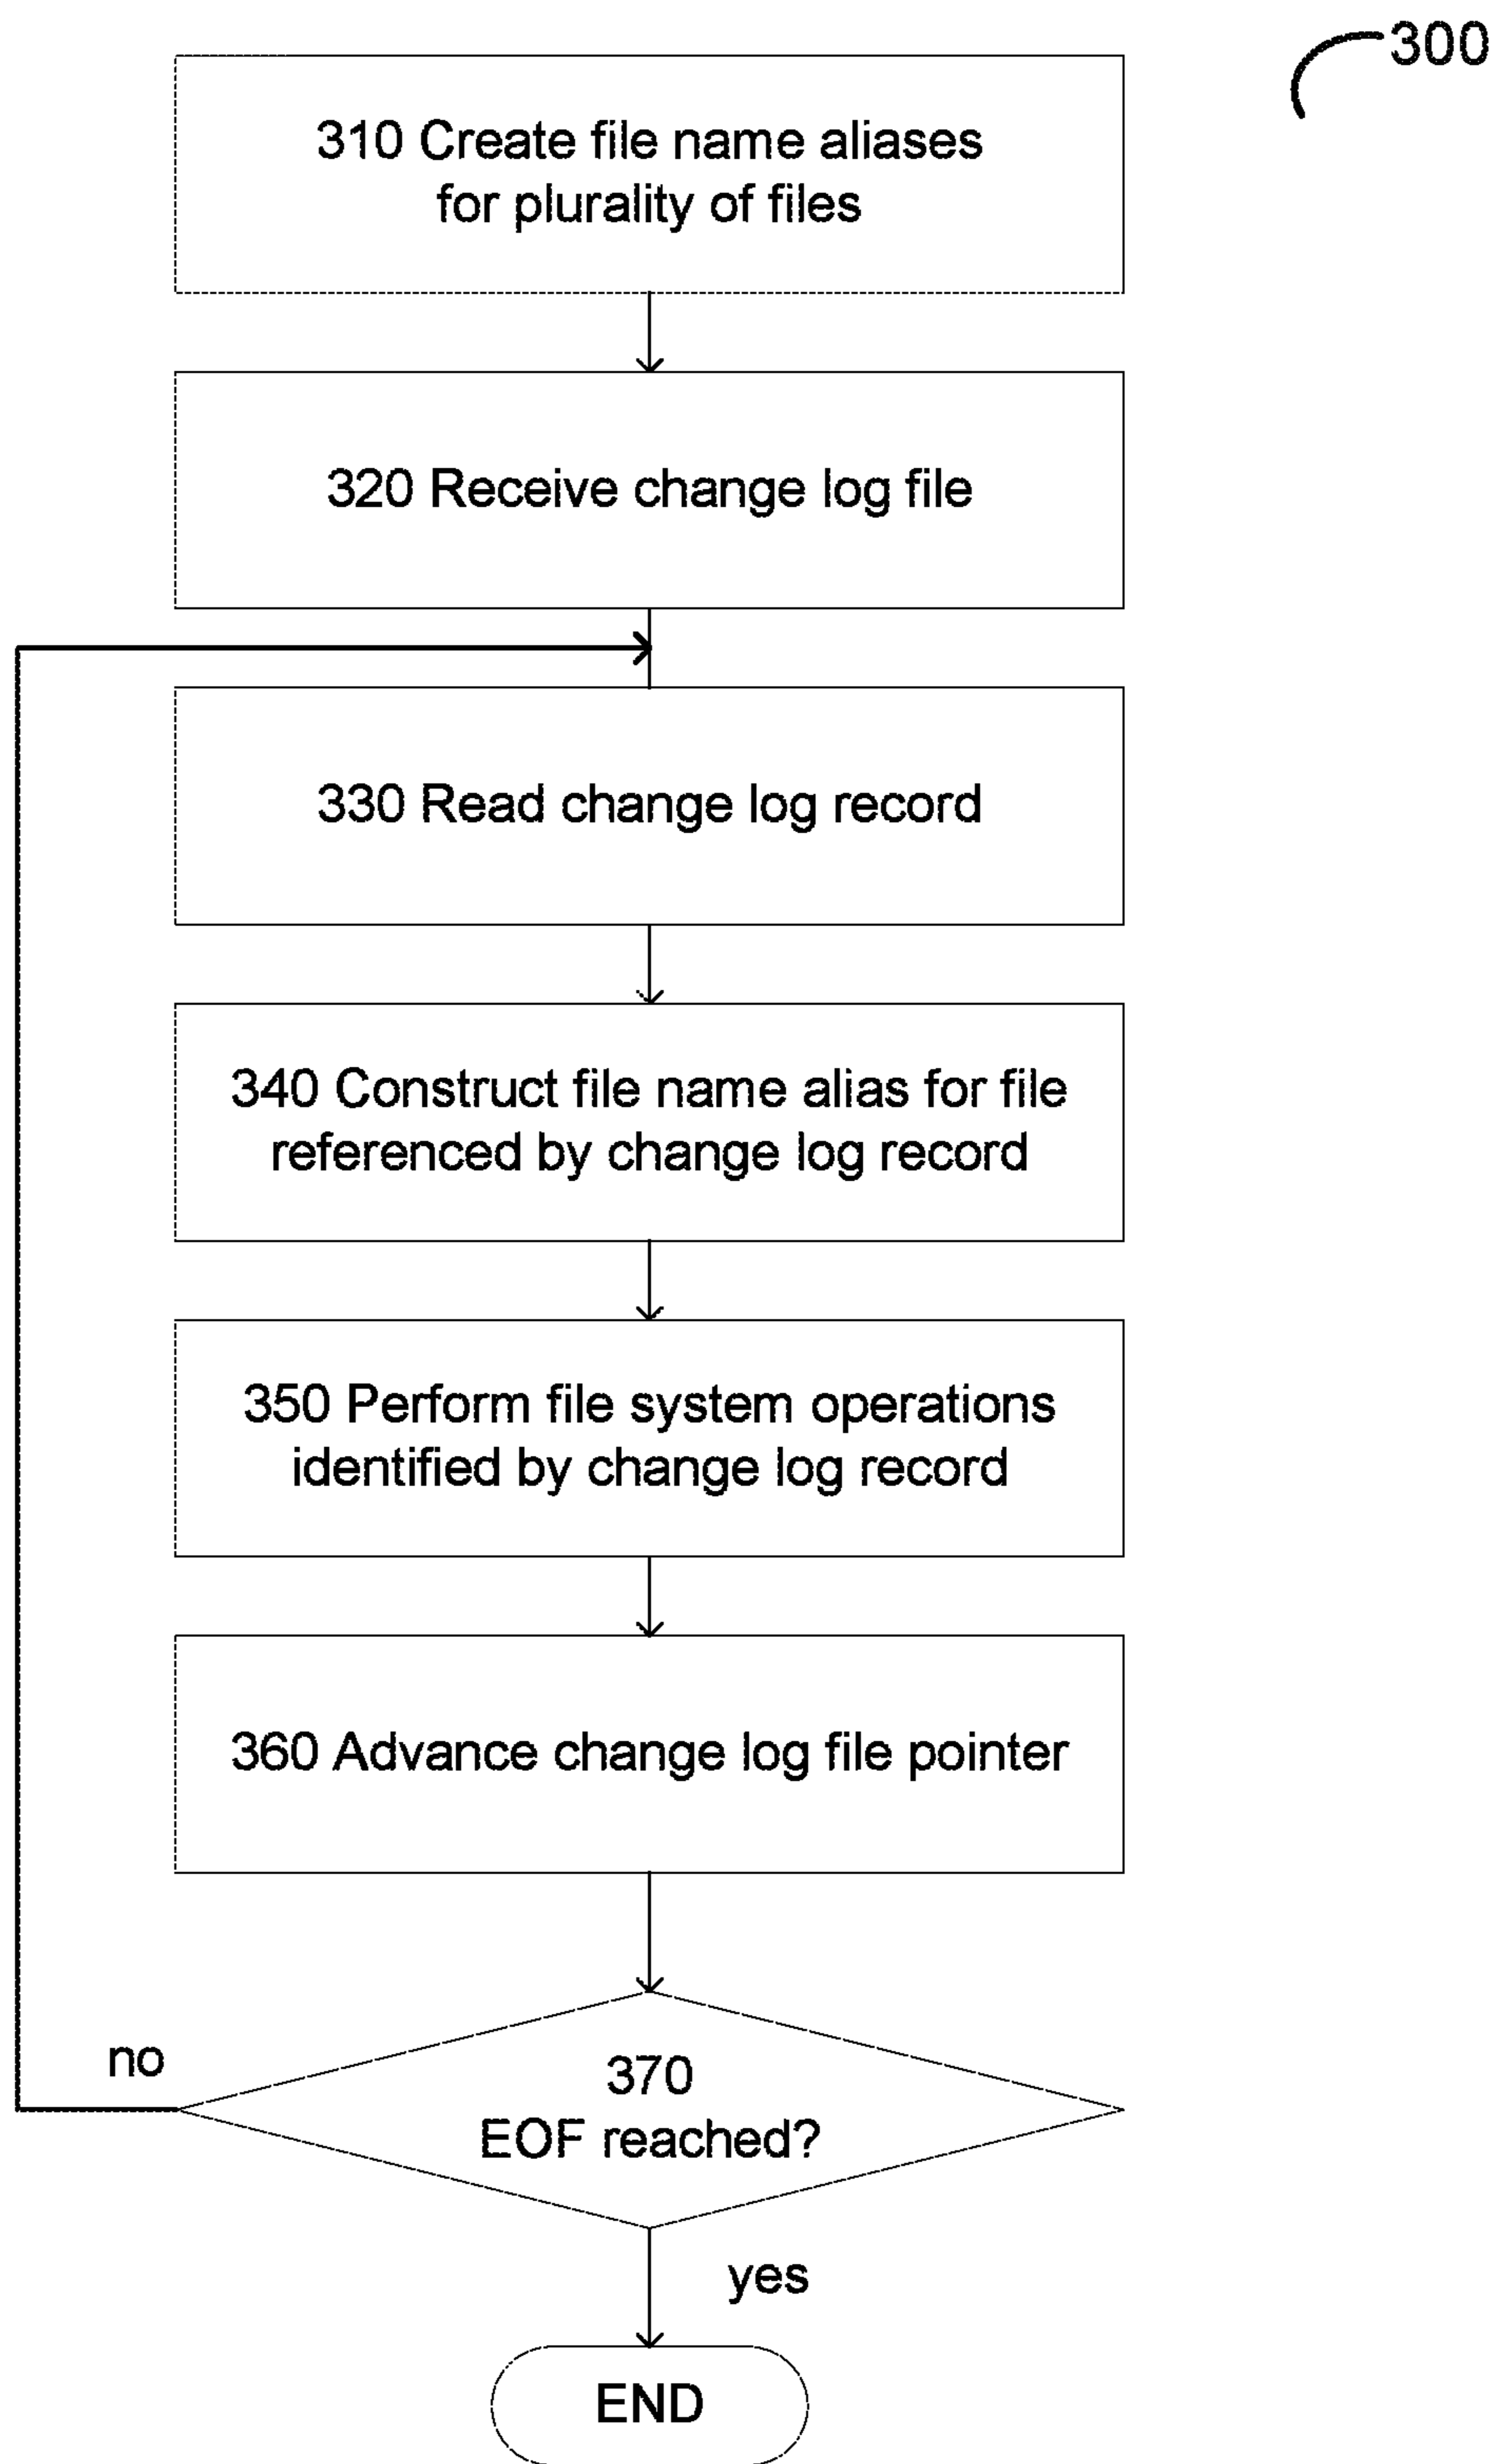 300
310 Create file name aliases
for plurality of files
320 Receive change log file
330 Read change log record
340 Construct file name alias for file
referenced by change log record
350 Perform file system operations
identified by change log record
360 Advance change log file pointer
no
370
EOF reached?
yes
END